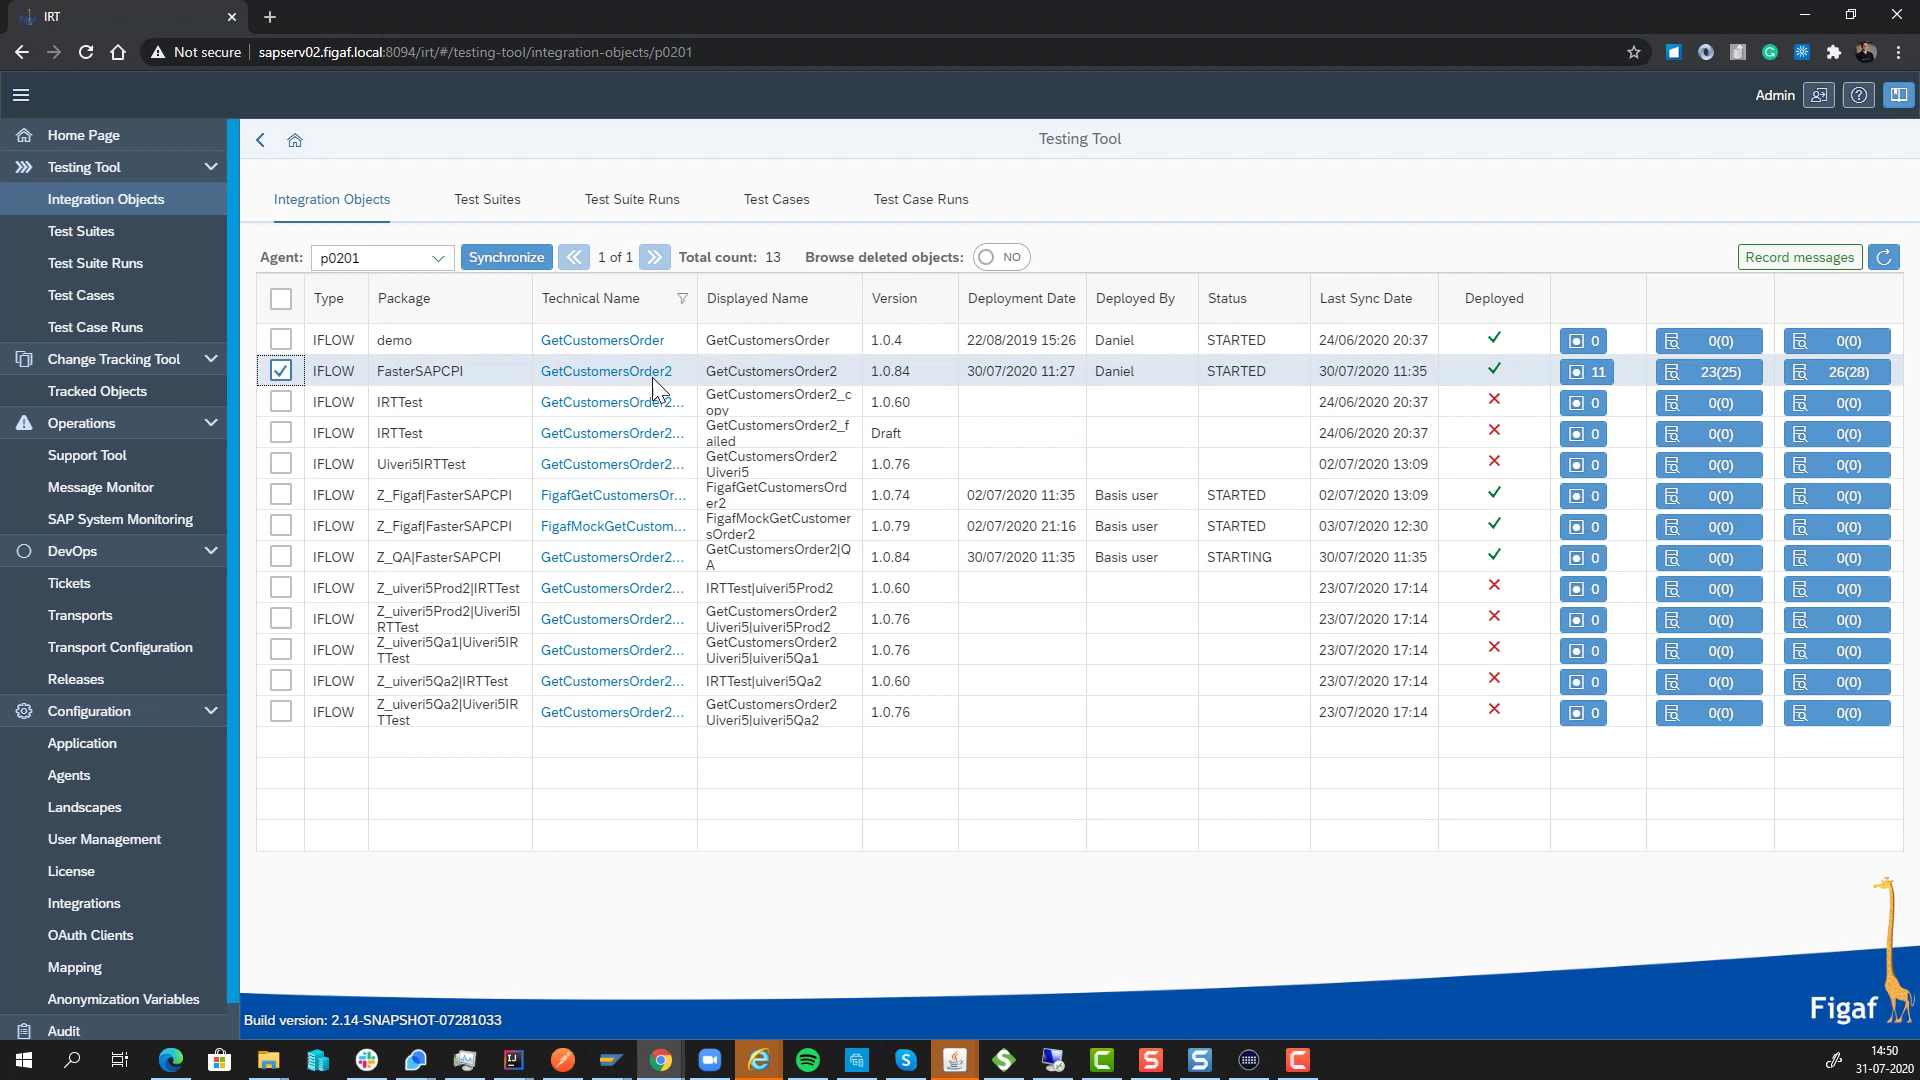 IRT
Not secure
sapserv02.figaf.local:8094/irt/#/testing-tool/integration-objects/p0201
Admin
Home Page
Testing Tool
Integration Objects
Test Suites
Test Suite Runs
Test Cases
Test Case Runs
Change Tracking Tool
Tracked Objects
Operations
Support Tool
Message Monitor
SAP System Monitoring
DevOps
Tickets
Transports
Transport Configuration
Releases
Configuration
Application
Agents
Landscapes
User Management
License
Integrations
OAuth Clients
Mapping
Anonymization Variables
Audit
Testing Tool
Integration Objects Test Suites Test Suite Runs Test Cases Test Case Runs
Agent: p0201 Synchronize 1 of 1 Total count: 13 Browse deleted objects: NO Record messages
Type Package Technical Name Displayed Name Version Deployment Date Deployed By Status Last Sync Date Deployed
IFLOW demo GetCustomersOrder GetCustomersOrder 1.0.4 22/08/2019 15:26 Daniel STARTED 24/06/2020 20:37 0 0(0) 0(0)
IFLOW FasterSAPCPI GetCustomersOrder2 GetCustomersOrder2 1.0.84 30/07/2020 11:27 Daniel STARTED 30/07/2020 11:35 11 23(25) 26(28)
IFLOW IRTTest GetCustomersOrder2... GetCustomersOrder2_c
opy 1.0.60 24/06/2020 20:37 0 0(0) 0(0)
IFLOW IRTTest GetCustomersOrder2... GetCustomersOrder2_f
ailed Draft 24/06/2020 20:37 0 0(0) 0(0)
IFLOW Uiveri5IRTTest GetCustomersOrder2... GetCustomersOrder2
Uiveri5 1.0.76 02/07/2020 13:09 0 0(0) 0(0)
IFLOW Z_Figaf|FasterSAPCPI FigafGetCustomersOr... FigafGetCustomersOrd
er2 1.0.74 02/07/2020 11:35 Basis user STARTED 02/07/2020 13:09 0 0(0) 0(0)
IFLOW Z_Figaf|FasterSAPCPI FigafMockGetCustom... FigafMockGetCustomer
sOrder2 1.0.79 02/07/2020 21:16 Basis user STARTED 03/07/2020 12:30 0 0(0) 0(0)
IFLOW Z_QA|FasterSAPCPI GetCustomersOrder2... GetCustomersOrder2|Q
A 1.0.84 30/07/2020 11:35 Basis user STARTING 30/07/2020 11:35 0 0(0) 0(0)
IFLOW Z_uiveri5Prod2|IRTTest GetCustomersOrder2... IRTTest|uiveri5Prod2 1.0.60 23/07/2020 17:14 0 0(0) 0(0)
IFLOW Z_uiveri5Prod2|Uiveri5I
RTTest GetCustomersOrder2... GetCustomersOrder2
Uiveri5|uiveri5Prod2 1.0.76 23/07/2020 17:14 0 0(0) 0(0)
IFLOW Z_uiveri5Qa1|Uiveri5IR
TTest GetCustomersOrder2... GetCustomersOrder2
Uiveri5|uiveri5Qa1 1.0.76 23/07/2020 17:14 0 0(0) 0(0)
IFLOW Z_uiveri5Qa2|IRTTest GetCustomersOrder2... IRTTest|uiveri5Qa2 1.0.60 23/07/2020 17:14 0 0(0) 0(0)
IFLOW Z_uiveri5Qa2|Uiveri5IR
TTest GetCustomersOrder2... GetCustomersOrder2
Uiveri5|uiveri5Qa2 1.0.76 23/07/2020 17:14 0 0(0) 0(0)
Figaf
Build version: 2.14-SNAPSHOT-07281033
14:50
31-07-2020